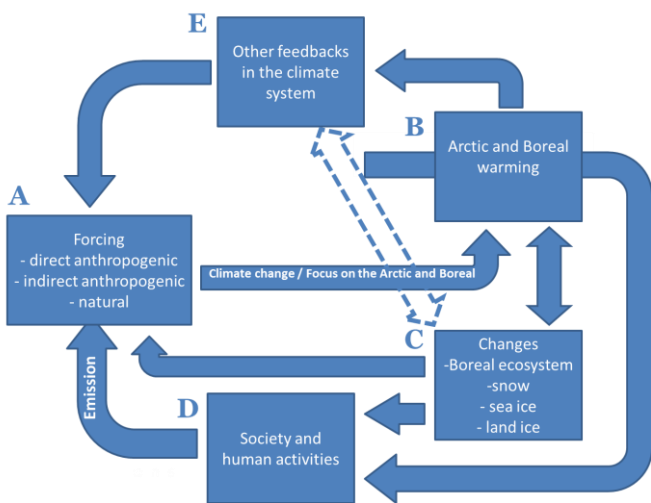 E
Other feedbacks
in the climate
system
B
Arctic and Boreal
warming
A
Forcing
- direct anthropogenic
- indirect anthropogenic
- natural
Climate change / Focus on the Arctic and Boreal
C
Changes
-Boreal ecosystem
-snow
- sea ice
- land ice
Emission
D
Society and
human activities